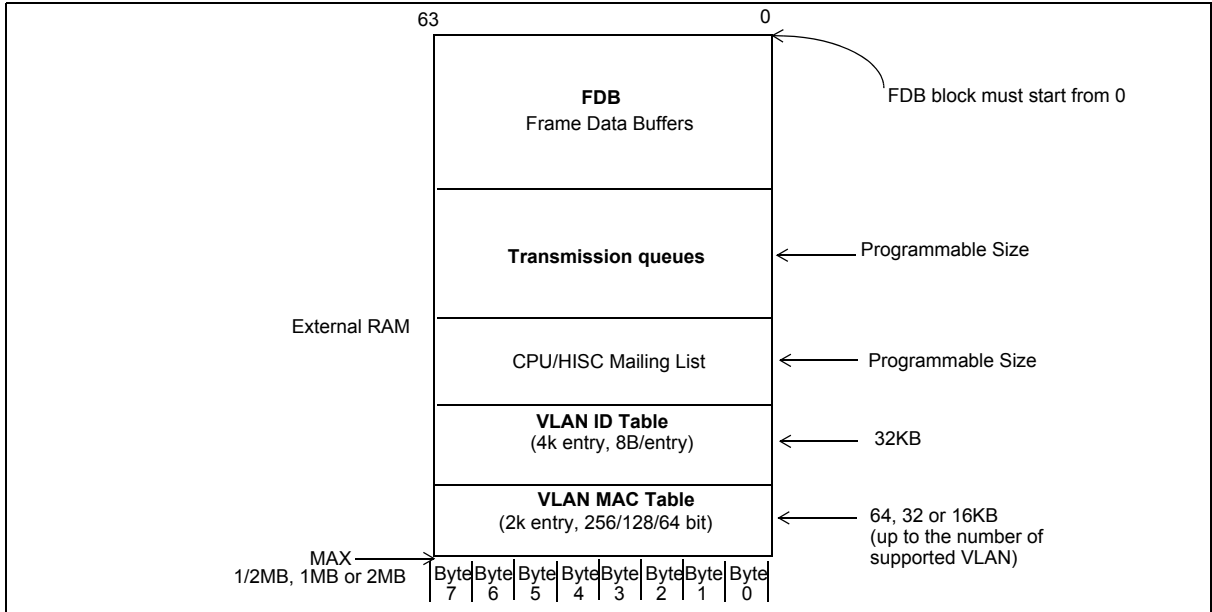 63
0
FDB
Frame Data Buffers
FDB block must start from 0
Transmission queues
Programmable Size
External RAM
CPU/HISC Mailing List
Programmable Size
VLAN ID Table
(4k entry, 8B/entry)
32KB
VLAN MAC Table
(2k entry, 256/128/64 bit)
64, 32 or 16KB
(up to the number of
supported VLAN)
MAX
1/2MB, 1MB or 2MB
Byte Byte Byte Byte Byte Byte Byte Byte
7 6 5 4 3 2 1 0